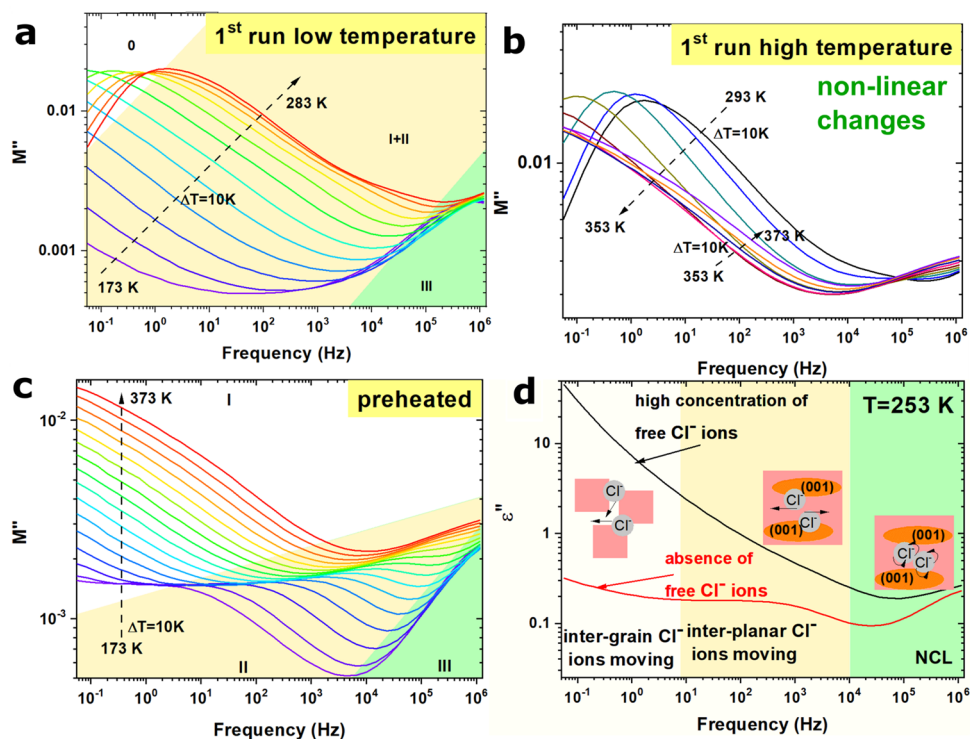 a
0
1st run low temperature
283 K
I+II
ΔT=10K
173 K
III
0.01
0.001
M"
10-1 100 101 102 103 104 105 106
Frequency (Hz)
b
1st run high temperature
non-linear
changes
293 K
ΔT=10K
353 K
373 K
ΔT=10K
353 K
0.01
M"
10-1 100 101 102 103 104 105 106
Frequency (Hz)
c
373 K
I
preheated
ΔT=10K
173 K
II
III
10-2
10-3
M"
10-1 100 101 102 103 104 105 106
Frequency (Hz)
d
T=253 K
high concentration of
free Cl- ions
(001)
Cl-
Cl-
(001)
Cl-
Cl-
(001)
Cl-
Cl-
(001)
absence of
free Cl- ions
inter-grain Cl-
ions moving
inter-planar Cl-
ions moving
NCL
10
1
0.1
ε"
10-1 100 101 102 103 104 105 106
Frequency (Hz)